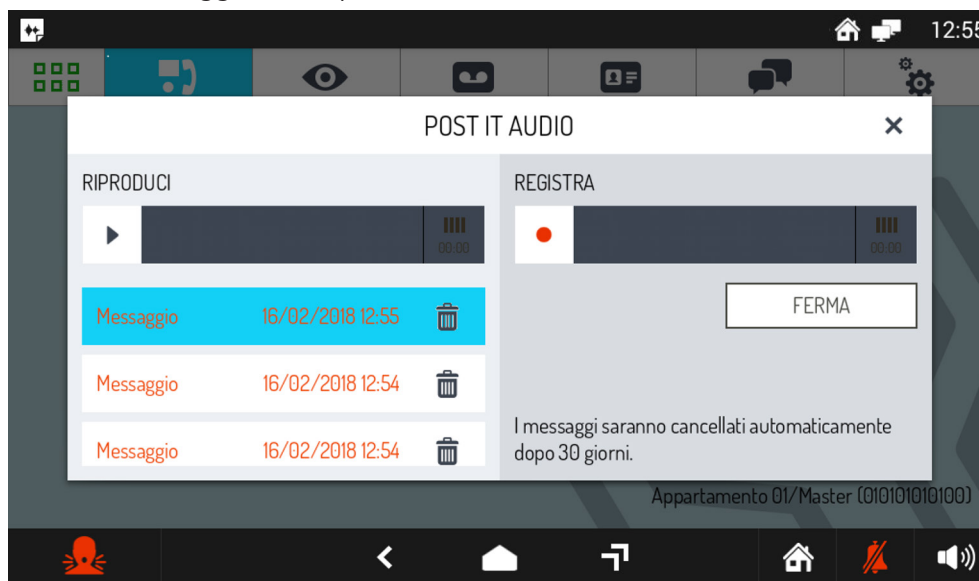 12:55
POST IT AUDIO
RIPRODUCI
00:00
Messaggio 16/02/2018 12:55
Messaggio 16/02/2018 12:54
Messaggio 16/02/2018 12:54
REGISTRA
00:00
FERMA
I messaggi saranno cancellati automaticamente
dopo 30 giorni.
Appartamento 01/Master (010101010100)